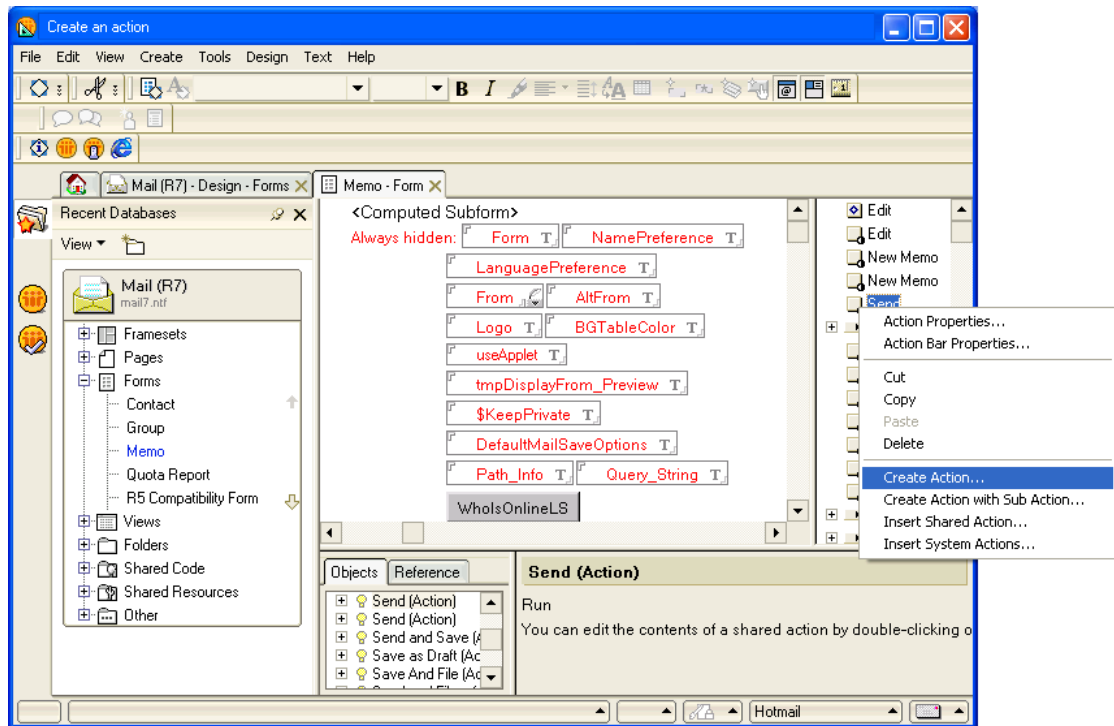 Create an action
File Edit View Create Tools Design Text Help
B I
Mail (R7) - Design - Forms
Memo - Form
Recent Databases
View
Mail (R7)
mail7.ntf
Framesets
Pages
Forms
Contact
Group
Memo
Quota Report
R5 Compatibility Form
Views
Folders
Shared Code
Shared Resources
Other
<Computed Subform>
Always hidden: Form T NamePreference T
LanguagePreference T
From AltFrom T
Logo T BGTableColor T
useApplet T
tmpDisplayFrom_Preview T
$KeepPrivate T
DefaultMailSaveOptions T
Path_Info T Query_String T
WhoIsOnlineLS
Edit
Edit
New Memo
New Memo
Send
Action Properties...
Action Bar Properties...
Cut
Copy
Paste
Delete
Create Action...
Create Action with Sub Action...
Insert Shared Action...
Insert System Actions...
Objects Reference
Send (Action)
Send (Action)
Send and Save (A
Save as Draft (Ac
Save And File (Ac
Send (Action)
Run
You can edit the contents of a shared action by double-clicking o
Hotmail